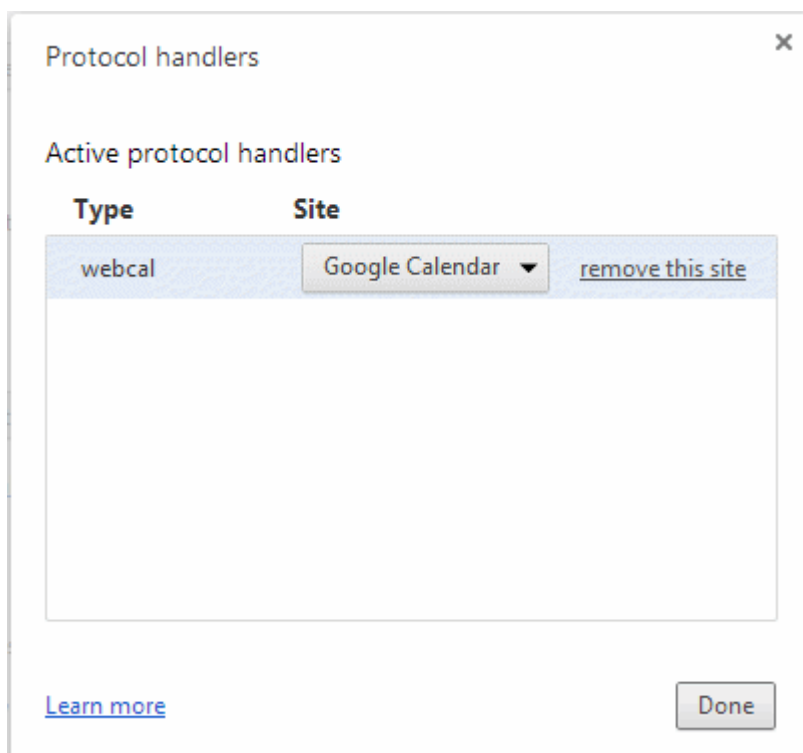 Protocol handlers
Active protocol handlers
Type Site
webcal Google Calendar remove this site
Learn more Done